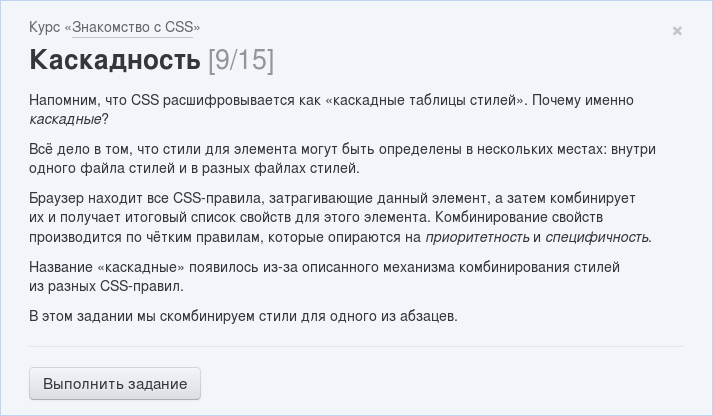 Курс «Знакомство с CSS»
×
Каскадность [9/15]
Напомним, что CSS расшифровывается как «каскадные таблицы стилей». Почему именно
каскадные?
Всё дело в том, что стили для элемента могут быть определены в нескольких местах: внутри
одного файла стилей и в разных файлах стилей.
Браузер находит все CSS-правила, затрагивающие данный элемент, а затем комбинирует
их и получает итоговый список свойств для этого элемента. Комбинирование свойств
производится по чётким правилам, которые опираются на приоритетность и специфичность.
Название «каскадные» появилось из-за описанного механизма комбинирования стилей
из разных CSS-правил.
В этом задании мы скомбинируем стили для одного из абзацев.
Выполнить задание